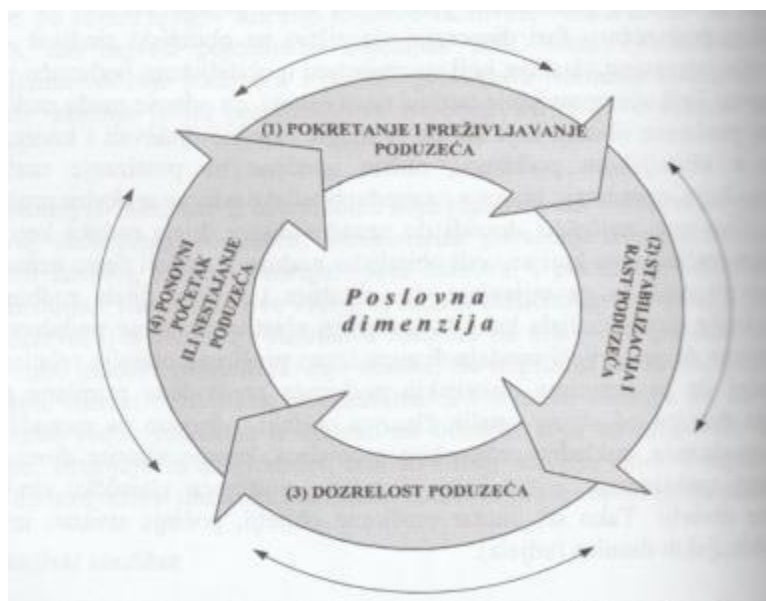 (1) POKRETANJE I PREŽIVLJAVANJE
PODUZEĆA
(2) STABILIZACIJA I
RAST PODUZEĆA
(3) DOZRELOST PODUZEĆA
(4) PONOVNI
POČETAK
ILI NESTAJANJE
PODUZEĆA
Poslovna
dimenzija